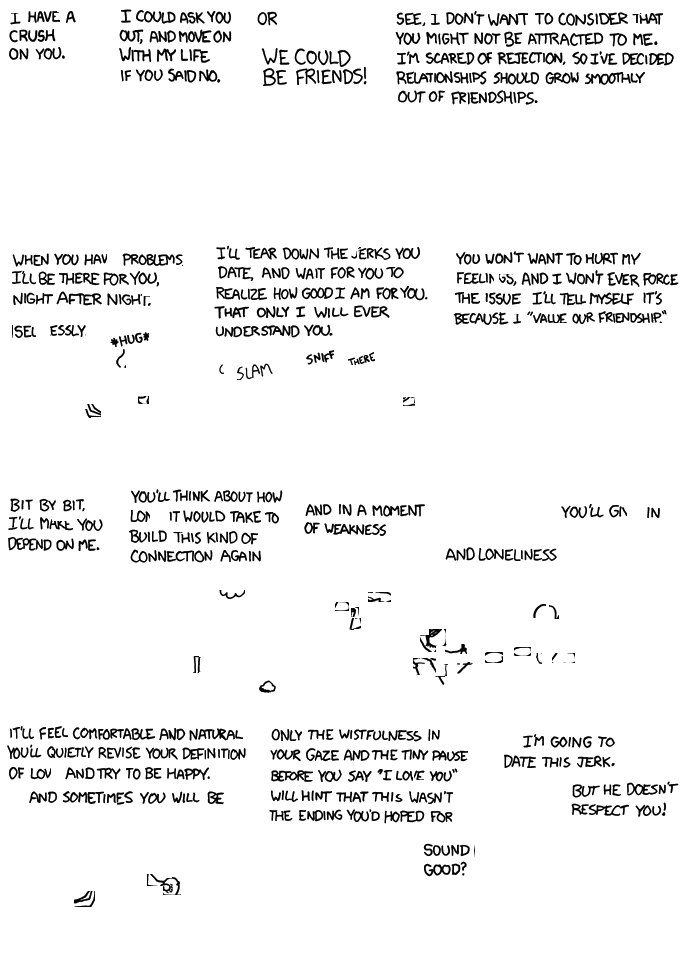 I HAVE A
CRUSH
ON YOU.
I COULD ASK YOU
OUT, AND MOVE ON
WITH MY LIFE
IF YOU SAID NO.
OR
WE COULD
BE FRIENDS!
SEE, I DON'T WANT TO CONSIDER THAT
YOU MIGHT NOT BE ATTRACTED TO ME.
I'M SCARED OF REJECTION, SO I'VE DECIDED
RELATIONSHIPS SHOULD GROW SMOOTHLY
OUT OF FRIENDSHIPS.
WHEN YOU HAV PROBLEMS
I'LL BE THERE FOR YOU,
NIGHT AFTER NIGHT.
*HUG*
I'LL TEAR DOWN THE JERKS YOU
DATE, AND WAIT FOR YOU TO
REALIZE HOW GOOD I AM FOR YOU.
THAT ONLY I WILL EVER
UNDERSTAND YOU.
SLAM
SNIFF
THERE
YOU WON'T WANT TO HURT MY
FEELINGS, AND I WON'T EVER FORCE
THE ISSUE I'LL TELL MYSELF IT'S
BECAUSE I "VALUE OUR FRIENDSHIP."
BIT BY BIT,
I'LL MAKE YOU
DEPEND ON ME.
YOU'LL THINK ABOUT HOW
LON IT WOULD TAKE TO
BUILD THIS KIND OF
CONNECTION AGAIN
AND IN A MOMENT
OF WEAKNESS
AND LONELINESS
YOU'LL GI IN
IT'LL FEEL COMFORTABLE AND NATURAL
YOU'LL QUIETLY REVISE YOUR DEFINITION
OF LOV AND TRY TO BE HAPPY.
AND SOMETIMES YOU WILL BE
ONLY THE WISTFULNESS IN
YOUR GAZE AND THE TINY PAUSE
BEFORE YOU SAY "I LOVE YOU"
WILL HINT THAT THIS WASN'T
THE ENDING YOU'D HOPED FOR
SOUND
GOOD?
I'M GOING TO
DATE THIS JERK.
BUT HE DOESN'T
RESPECT YOU!